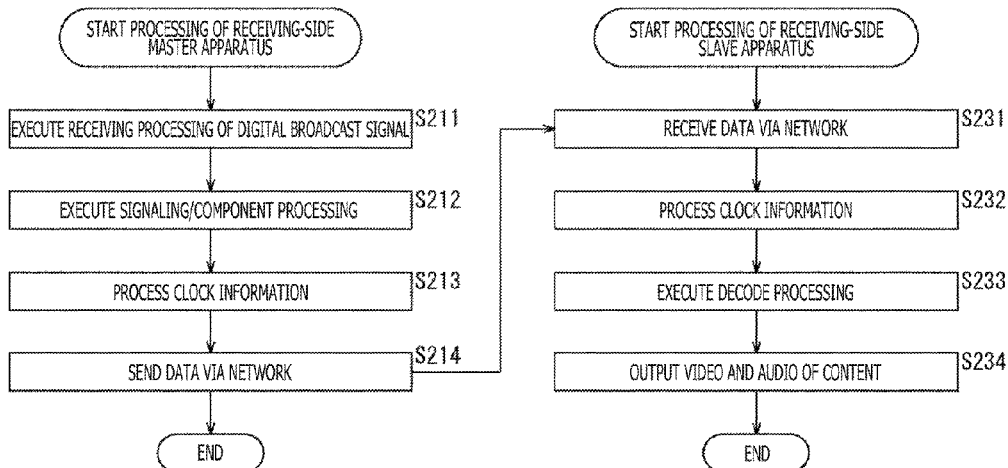 START PROCESSING OF RECEIVING-SIDE
MASTER APPARATUS
EXECUTE RECEIVING PROCESSING OF DIGITAL BROADCAST SIGNAL
S211
EXECUTE SIGNALING/COMPONENT PROCESSING
S212
PROCESS CLOCK INFORMATION
S213
SEND DATA VIA NETWORK
S214
END
START PROCESSING OF RECEIVING-SIDE
SLAVE APPARATUS
RECEIVE DATA VIA NETWORK
S231
PROCESS CLOCK INFORMATION
S232
EXECUTE DECODE PROCESSING
S233
OUTPUT VIDEO AND AUDIO OF CONTENT
S234
END